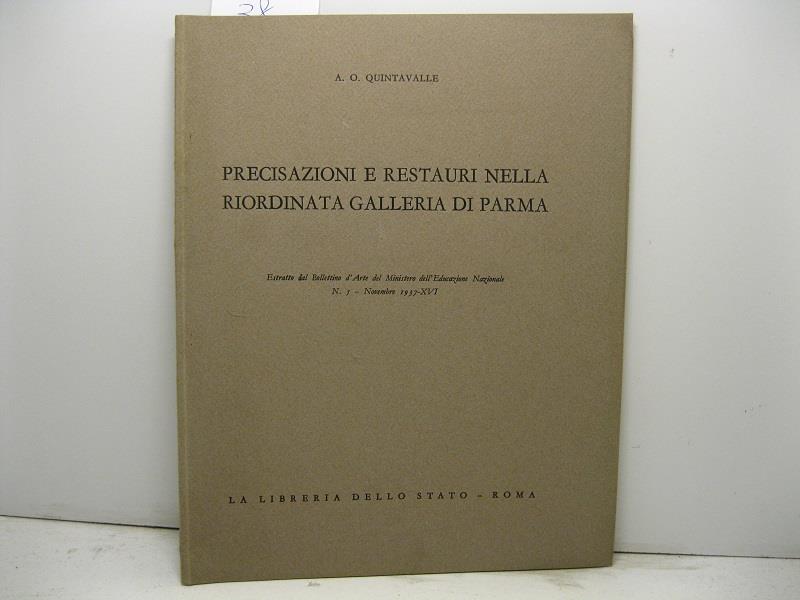 A. O. QUINTAVALLE
PRECISAZIONI E RESTAURI NELLA
RIORDINATA GALLERIA DI PARMA
Estratto dal Bollettino d'Arte del Ministero dell'Educazione Nazionale
N. 5 - Novembre 1937-XVI
LA LIBRERIA DELLO STATO - ROMA